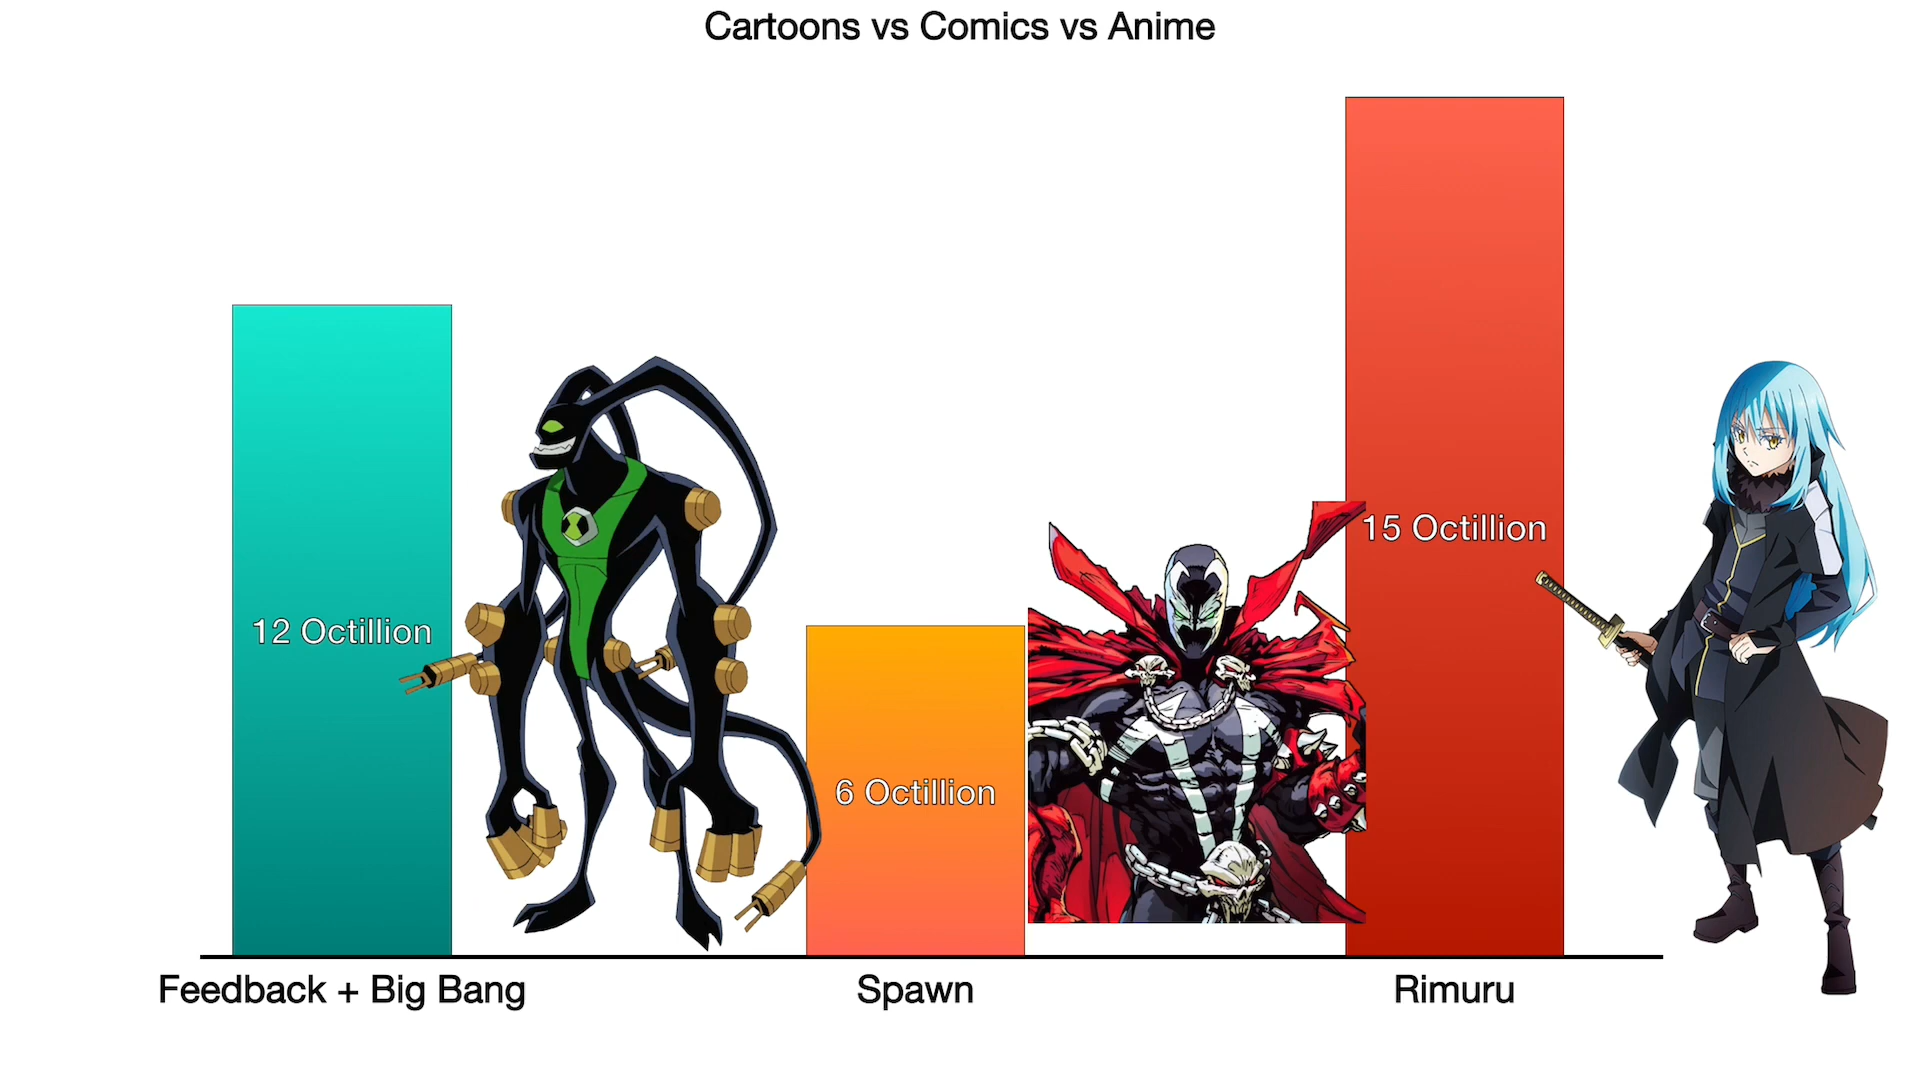 Cartoons vs Comics vs Anime
15 Octillion
12 Octillion
6 Octillion
Feedback + Big Bang
Spawn
Rimuru